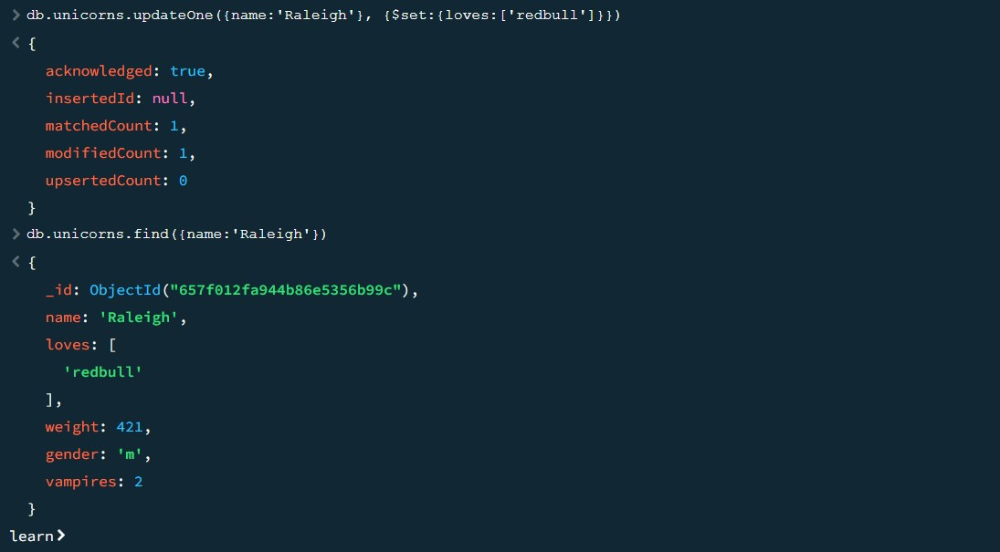 > db.unicorns.updateOne({name:'Raleigh'}, {$set:{loves:['redbull']}})
< {
acknowledged: true,
insertedId: null,
matchedCount: 1,
modifiedCount: 1,
upsertedCount: 0
}
> db.unicorns.find({name:'Raleigh'})
< {
_id: ObjectId("657f012fa944b86e5356b99c"),
name: 'Raleigh',
loves: [
'redbull'
],
weight: 421,
gender: 'm',
vampires: 2
}
learn>